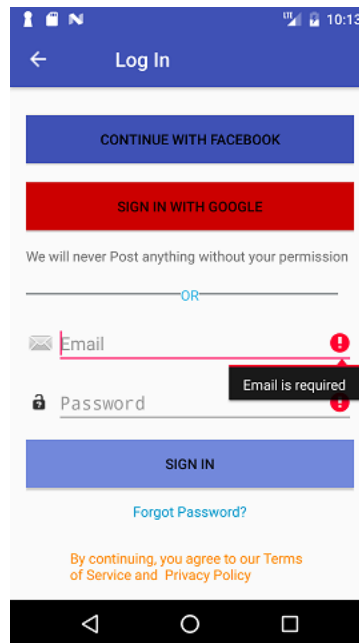 LTE 10:13
Log In
CONTINUE WITH FACEBOOK
SIGN IN WITH GOOGLE
We will never Post anything without your permission
OR
Email
Email is required
Password
SIGN IN
Forgot Password?
By continuing, you agree to our Terms
of Service and Privacy Policy